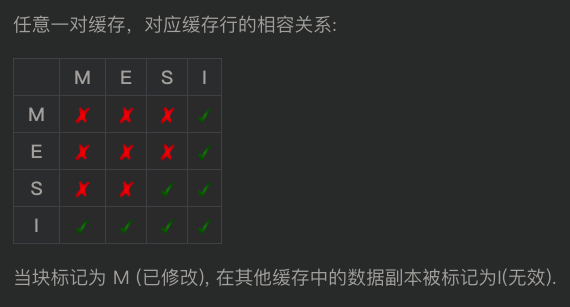 任意一对缓存，对应缓存行的相容关系:
M E S I
M ✗ ✗ ✗ ✓
E ✗ ✗ ✗ ✓
S ✗ ✗ ✓ ✓
I ✓ ✓ ✓ ✓
当块标记为 M (已修改), 在其他缓存中的数据副本被标记为I(无效).